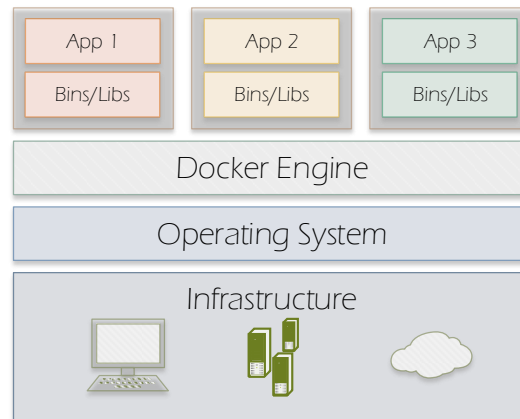 App 1
App 2
App 3
Bins/Libs
Bins/Libs
Bins/Libs
Docker Engine
Operating System
Infrastructure